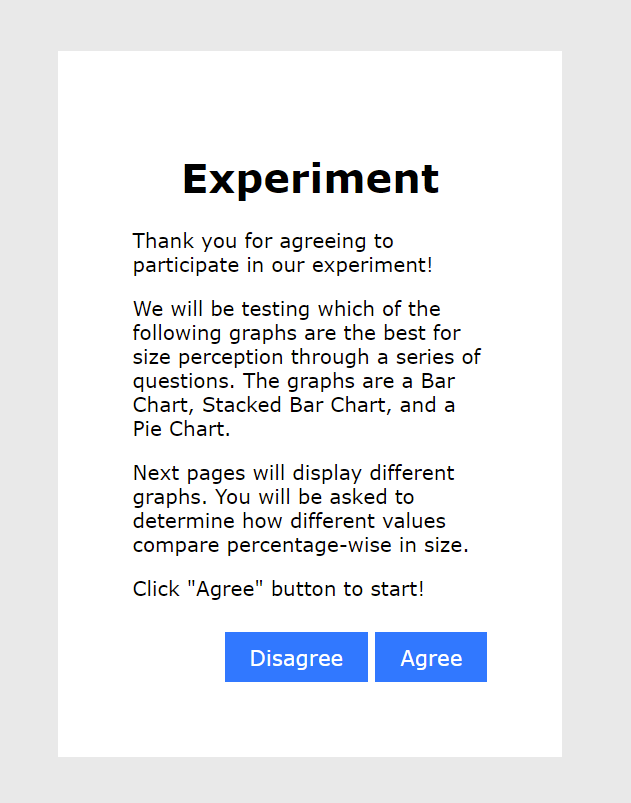 Experiment
Thank you for agreeing to
participate in our experiment!
We will be testing which of the
following graphs are the best for
size perception through a series of
questions. The graphs are a Bar
Chart, Stacked Bar Chart, and a
Pie Chart.
Next pages will display different
graphs. You will be asked to
determine how different values
compare percentage-wise in size.
Click "Agree" button to start!
Disagree Agree